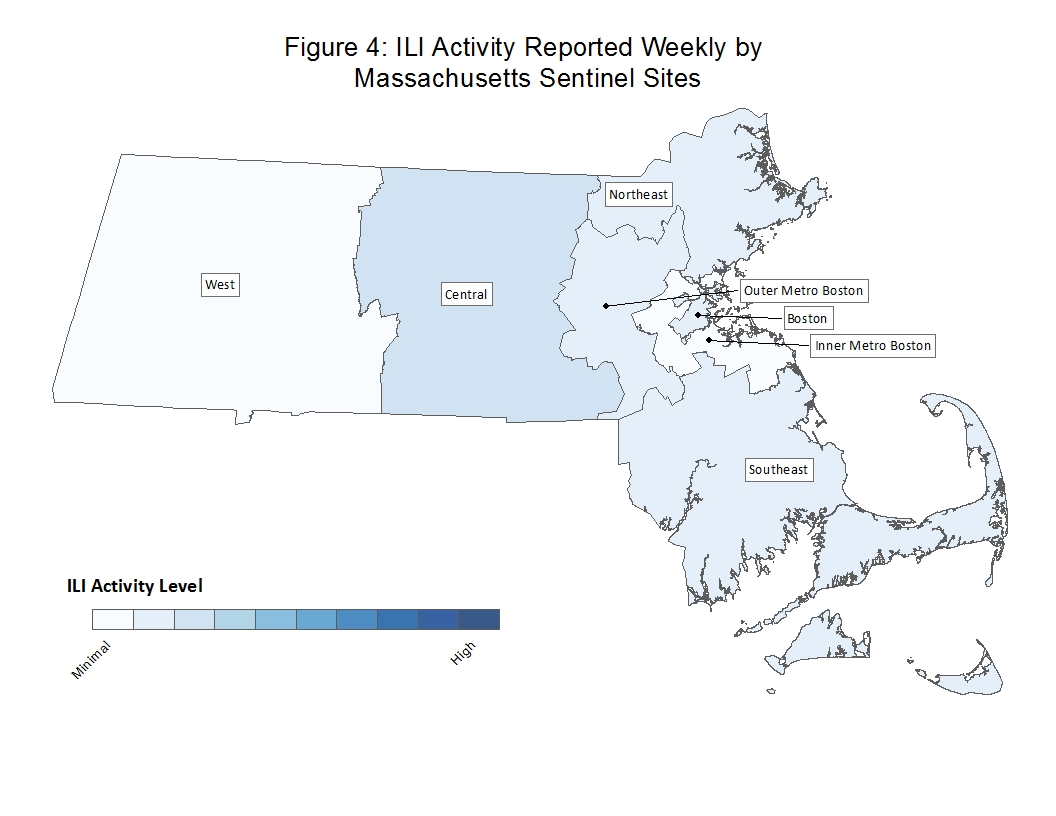 Figure 4: ILI Activity Reported Weekly by
Massachusetts Sentinel Sites
Northeast
West
Central
Outer Metro Boston
Boston
Inner Metro Boston
Southeast
ILI Activity Level
Minimal
High